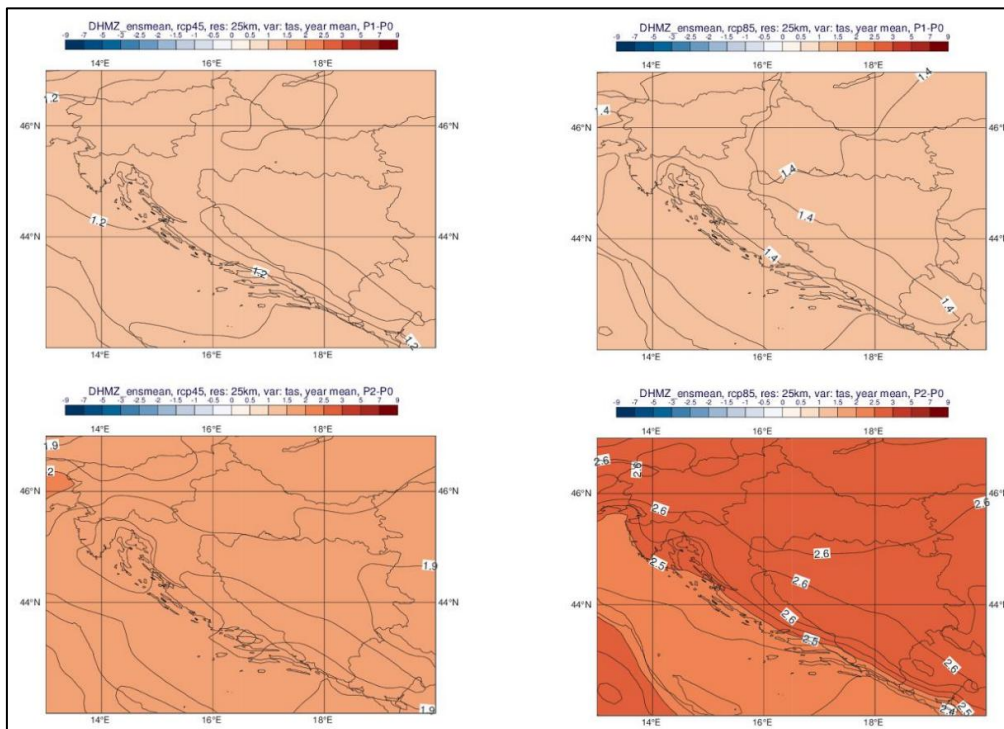 DHMZ_ensmean, rcp45, res: 25km, var: tas, year mean, P1-P0
-9 -7 -5 -3 -2.5 -2 -1.5 -1 -0.5 0 0.5 1 1.5 2 2.5 3 5 7 9
14°E 16°E 18°E
1.2
46°N
1.2
44°N
1.2
1.2
14°E 16°E 18°E
DHMZ_ensmean, rcp85, res: 25km, var: tas, year mean, P1-P0
-9 -7 -5 -3 -2.5 -2 -1.5 -1 -0.5 0 0.5 1 1.5 2 2.5 3 5 7 9
14°E 16°E 18°E
1.4
1.4
46°N
1.4
1.4
44°N
1.4
1.4
14°E 16°E 18°E
DHMZ_ensmean, rcp45, res: 25km, var: tas, year mean, P2-P0
-9 -7 -5 -3 -2.5 -2 -1.5 -1 -0.5 0 0.5 1 1.5 2 2.5 3 5 7 9
14°E 16°E 18°E
1.9
2
46°N
1.9
44°N
1.9
14°E 16°E 18°E
DHMZ_ensmean, rcp85, res: 25km, var: tas, year mean, P2-P0
-9 -7 -5 -3 -2.5 -2 -1.5 -1 -0.5 0 0.5 1 1.5 2 2.5 3 5 7 9
14°E 16°E 18°E
2.6
2.6
46°N
2.6
2.6
2.5
2.6
44°N
2.6
2.5
2.6
2.5
2.4
14°E 16°E 18°E